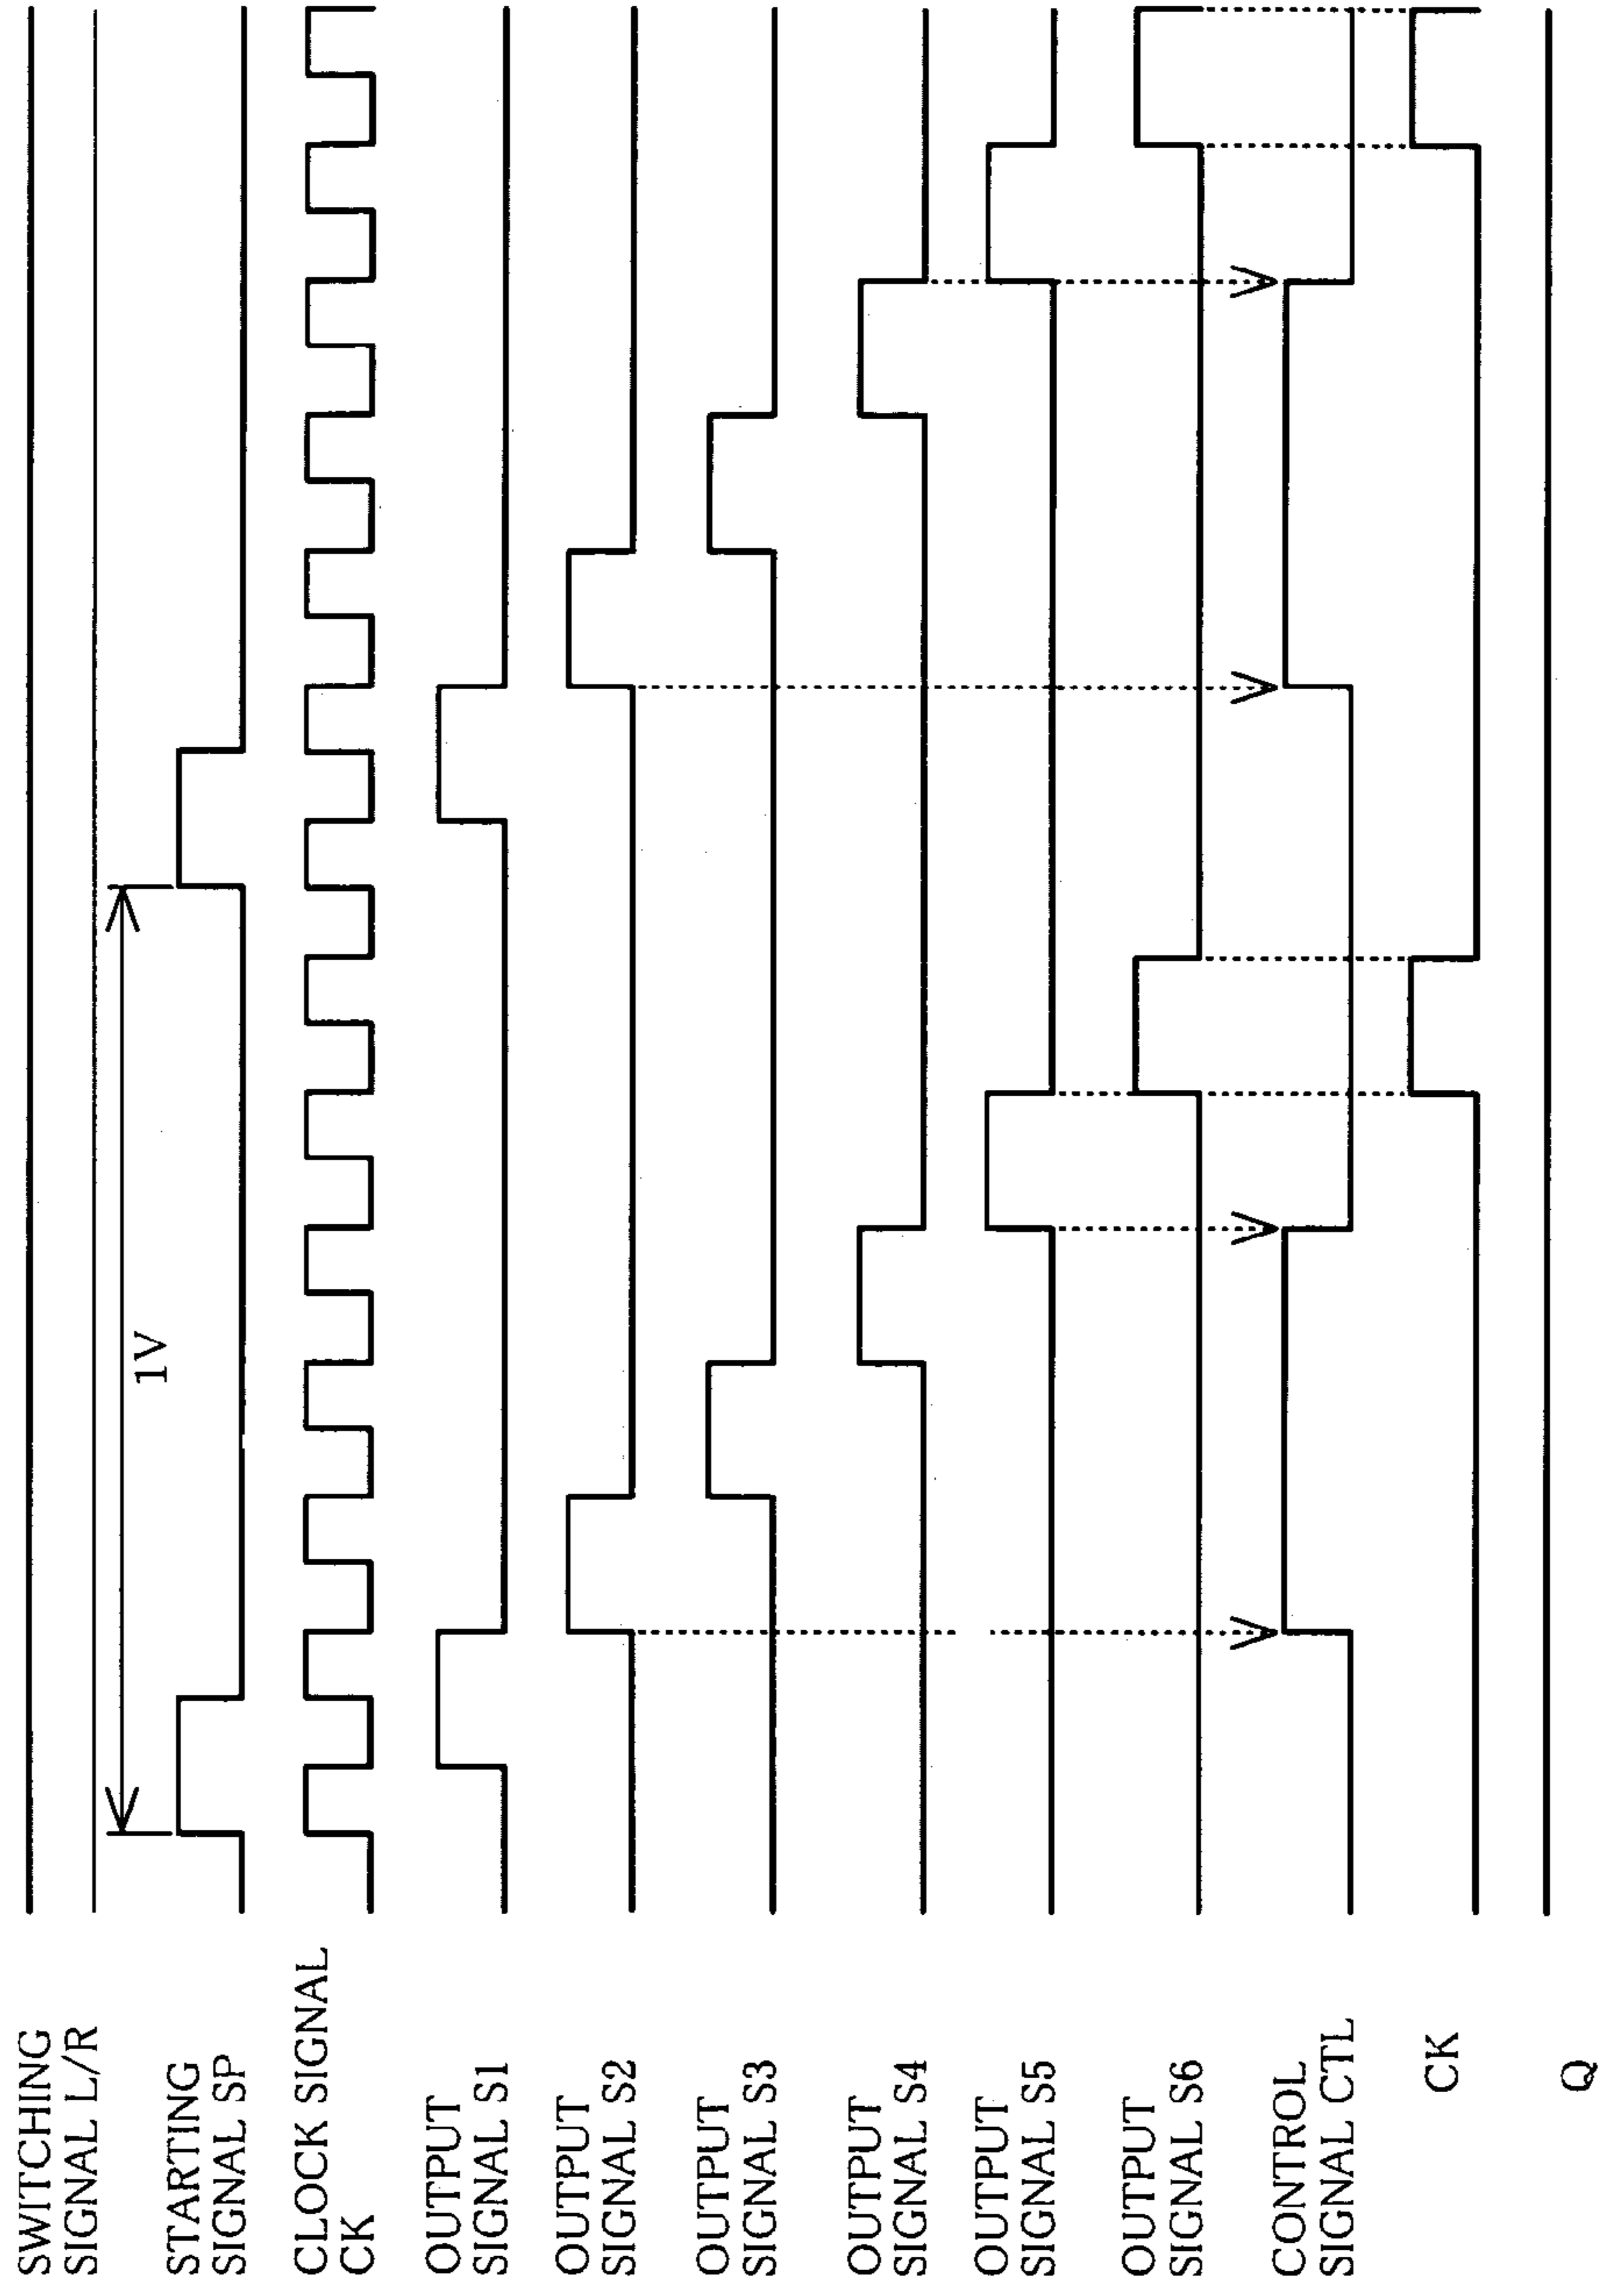 SWITCHING
SIGNAL L/R
1V
STARTING
SIGNAL SP
CLOCK SIGNAL
CK
OUTPUT
SIGNAL S1
OUTPUT
SIGNAL S2
OUTPUT
SIGNAL S3
OUTPUT
SIGNAL S4
OUTPUT
SIGNAL S5
OUTPUT
SIGNAL S6
CONTROL
SIGNAL CTL
CK
Q